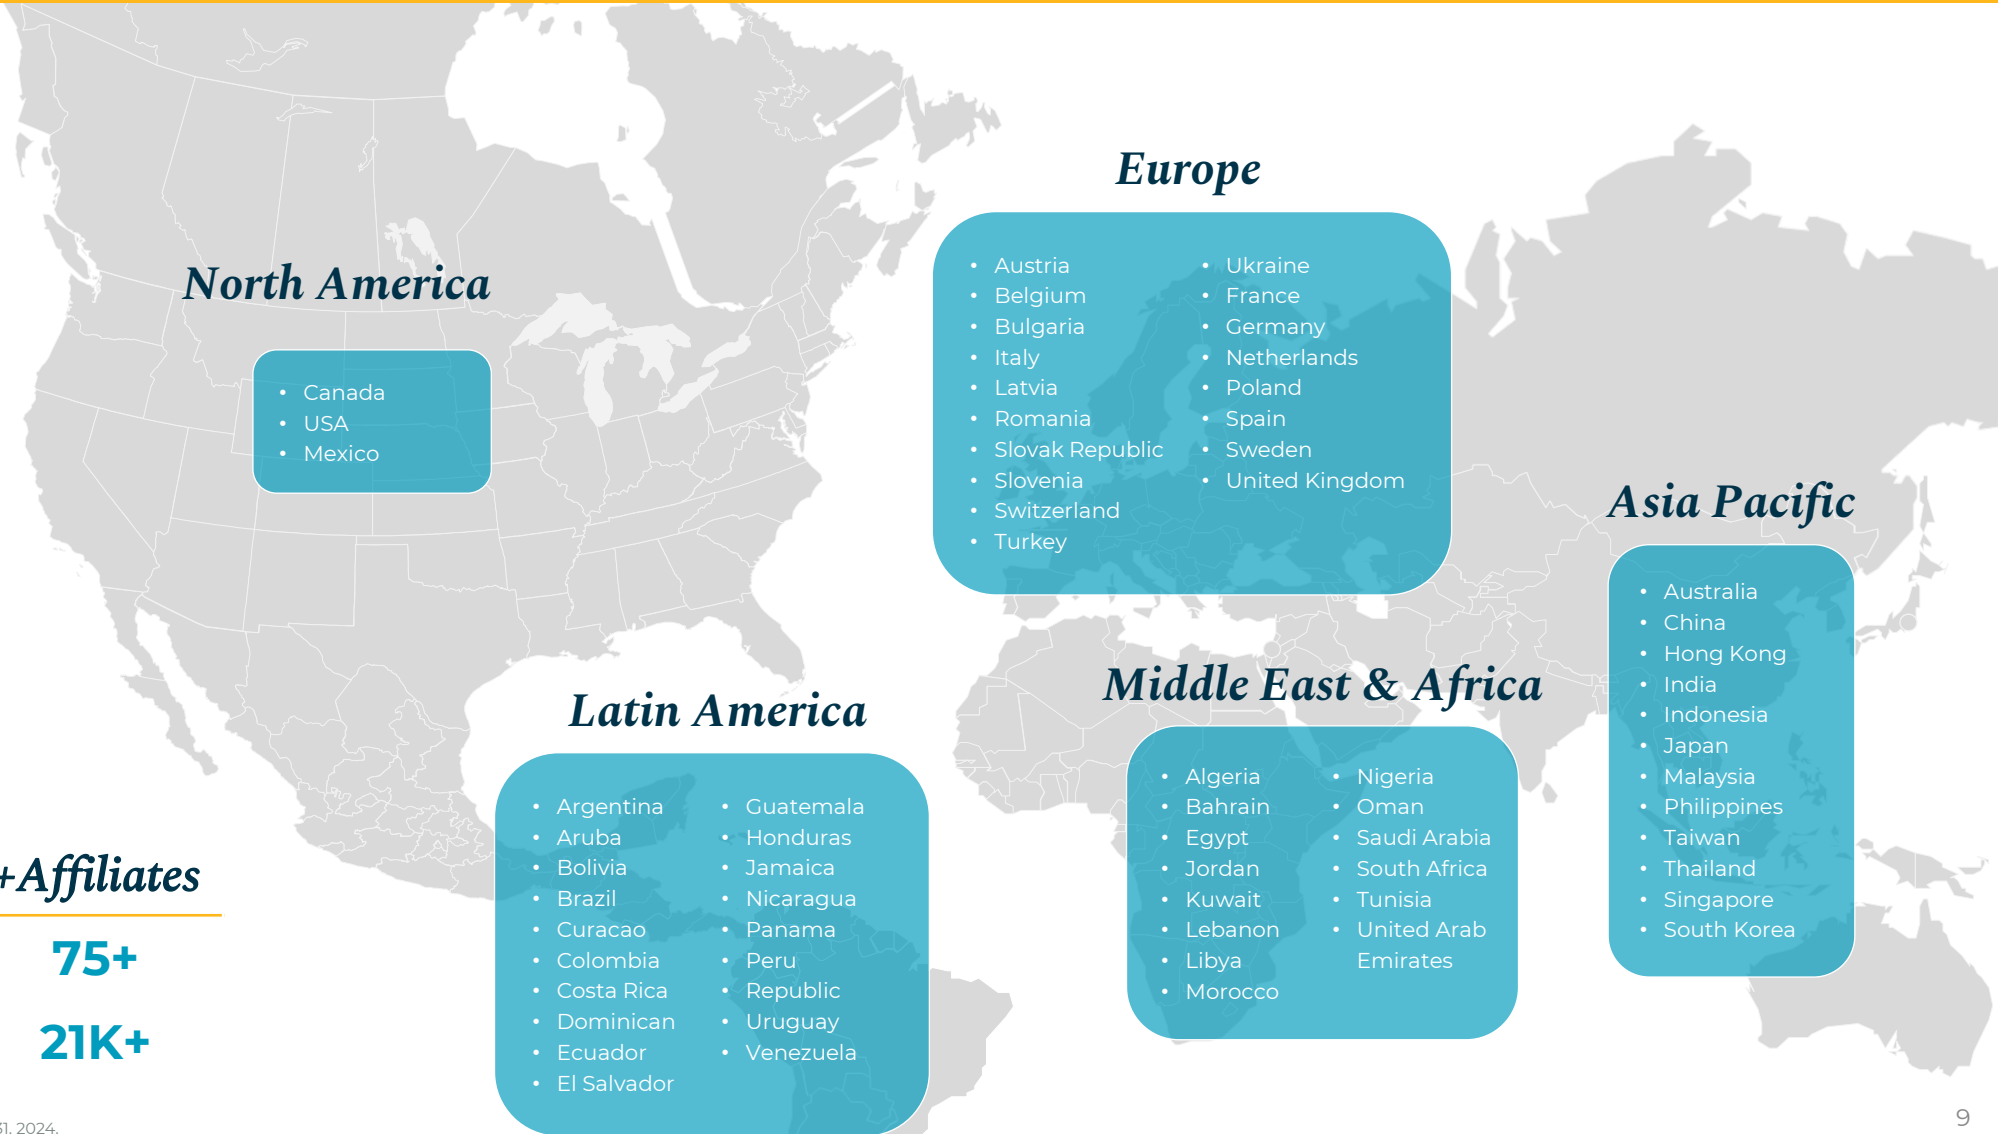 Europe
• Austria
• Belgium
• Bulgaria
• Italy
• Latvia
• Romania
• Slovak Republic
• Slovenia
• Switzerland
• Turkey
• Ukraine
• France
• Germany
• Netherlands
• Poland
• Spain
• Sweden
• United Kingdom
North America
• Canada
• USA
• Mexico
Asia Pacific
• Australia
• China
• Hong Kong
• India
• Indonesia
• Japan
• Malaysia
• Philippines
• Taiwan
• Thailand
• Singapore
• South Korea
Middle East & Africa
• Algeria
• Bahrain
• Egypt
• Jordan
• Kuwait
• Lebanon
• Libya
• Morocco
• Nigeria
• Oman
• Saudi Arabia
• South Africa
• Tunisia
• United Arab
Emirates
Latin America
• Argentina
• Aruba
• Bolivia
• Brazil
• Curacao
• Colombia
• Costa Rica
• Dominican
• Ecuador
• El Salvador
• Guatemala
• Honduras
• Jamaica
• Nicaragua
• Panama
• Peru
• Republic
• Uruguay
• Venezuela
+Affiliates
75+
21K+
31. 2024.
9